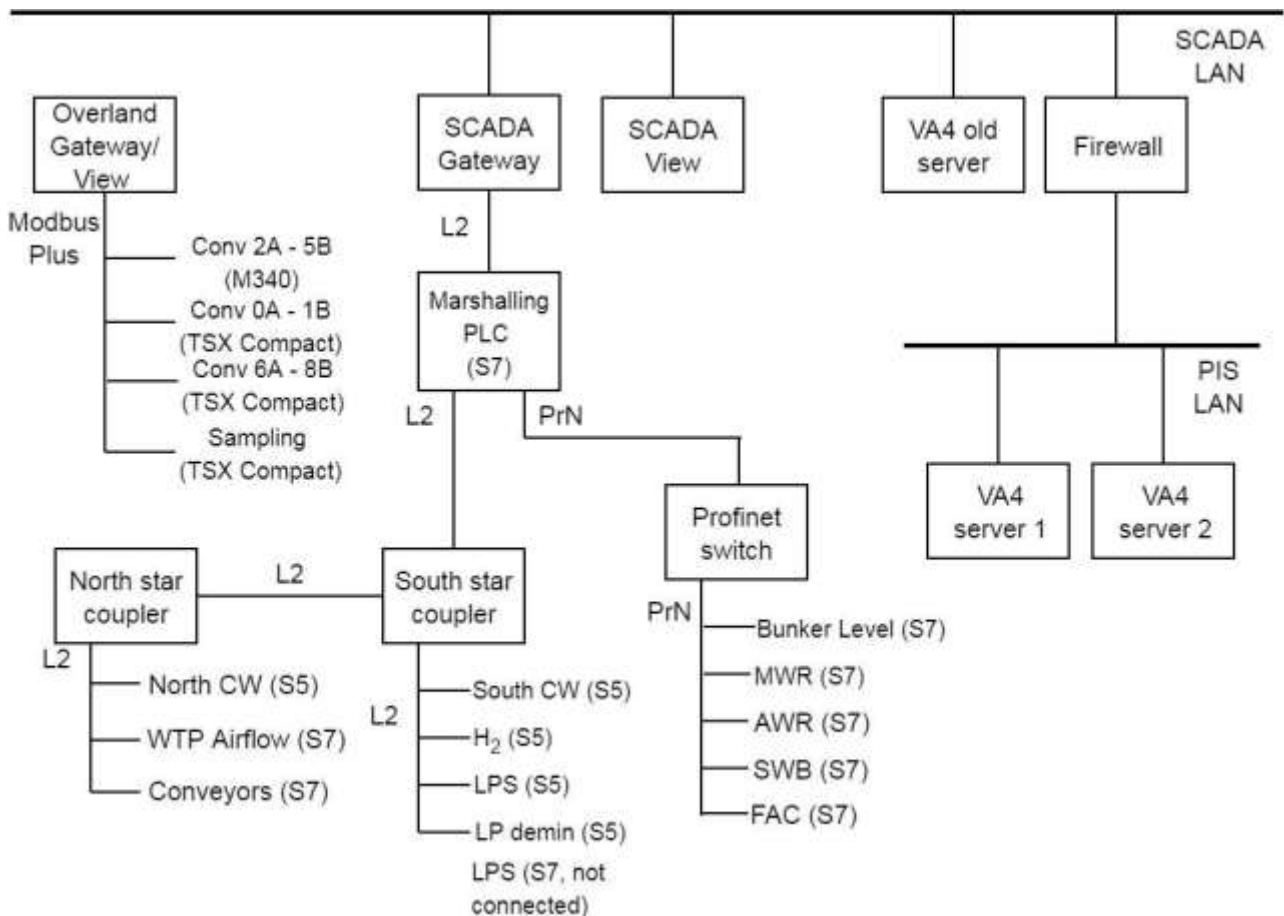 SCADA
LAN
Overland
Gateway/
View
SCADA
Gateway
SCADA
View
VA4 old
server
Firewall
Modbus
Plus
Conv 2A - 5B
(M340)
Conv 0A - 1B
(TSX Compact)
Conv 6A - 8B
(TSX Compact)
Sampling
(TSX Compact)
L2
Marshalling
PLC
(S7)
L2
PrN
PIS
LAN
VA4
server 1
VA4
server 2
Profinet
switch
North star
coupler
L2
South star
coupler
L2
North CW (S5)
WTP Airflow (S7)
Conveyors (S7)
L2
South CW (S5)
H₂ (S5)
LPS (S5)
LP demin (S5)
LPS (S7, not
connected)
PrN
Bunker Level (S7)
MWR (S7)
AWR (S7)
SWB (S7)
FAC (S7)